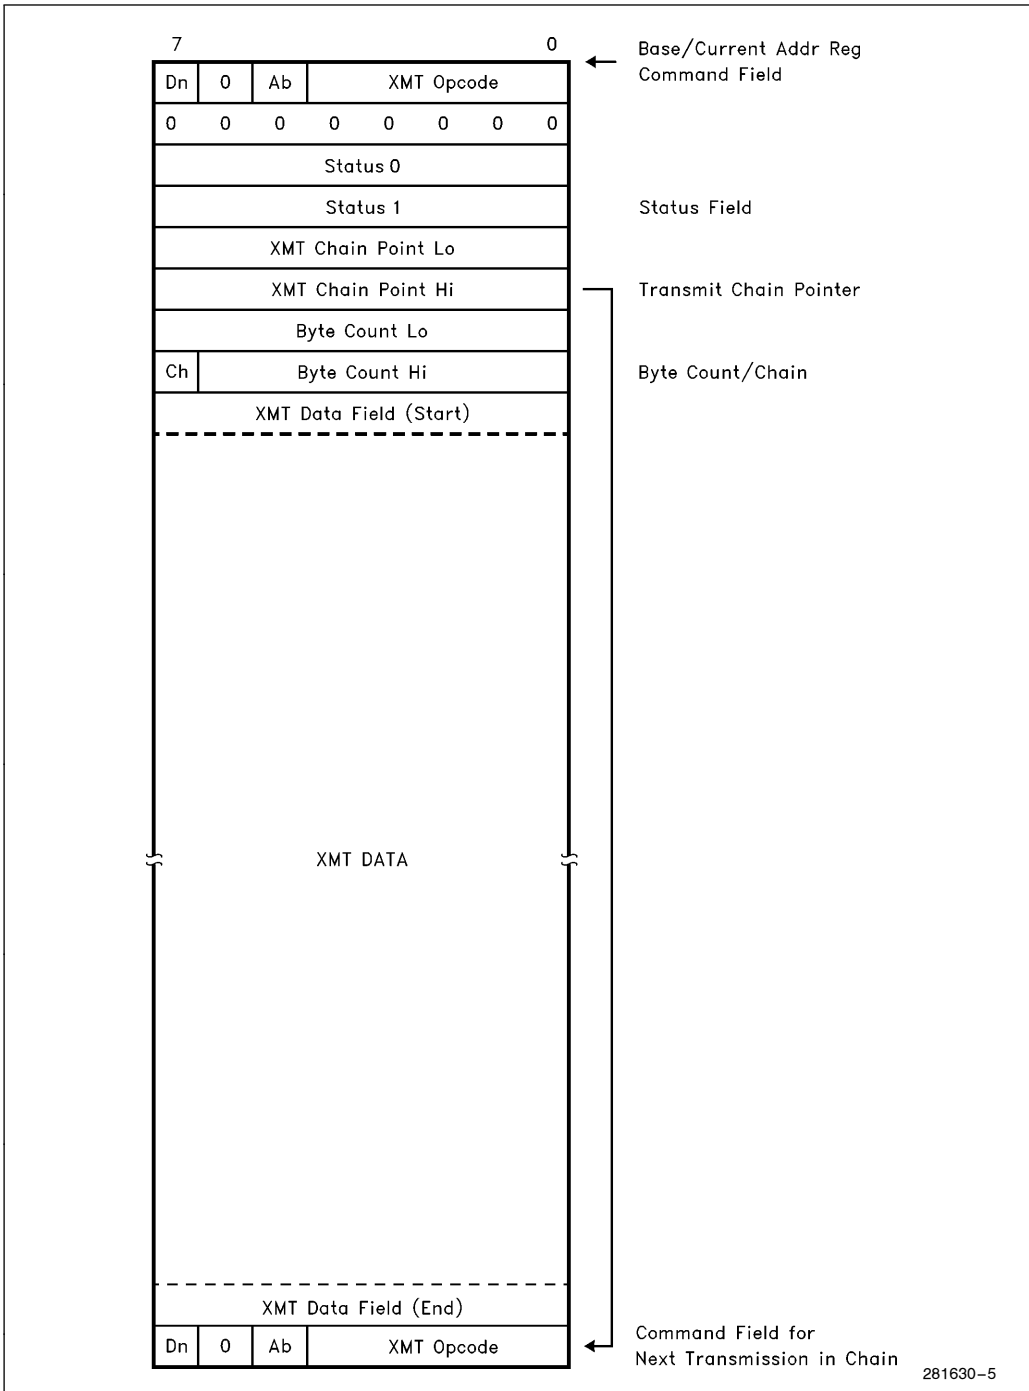 7 0
Base/Current Addr Reg
Command Field
Dn 0 Ab XMT Opcode
0 0 0 0 0 0 0 0
Status 0
Status 1
Status Field
XMT Chain Point Lo
XMT Chain Point Hi
Transmit Chain Pointer
Byte Count Lo
Ch Byte Count Hi
Byte Count/Chain
XMT Data Field (Start)
XMT DATA
XMT Data Field (End)
Dn 0 Ab XMT Opcode
Command Field for
Next Transmission in Chain
281630-5